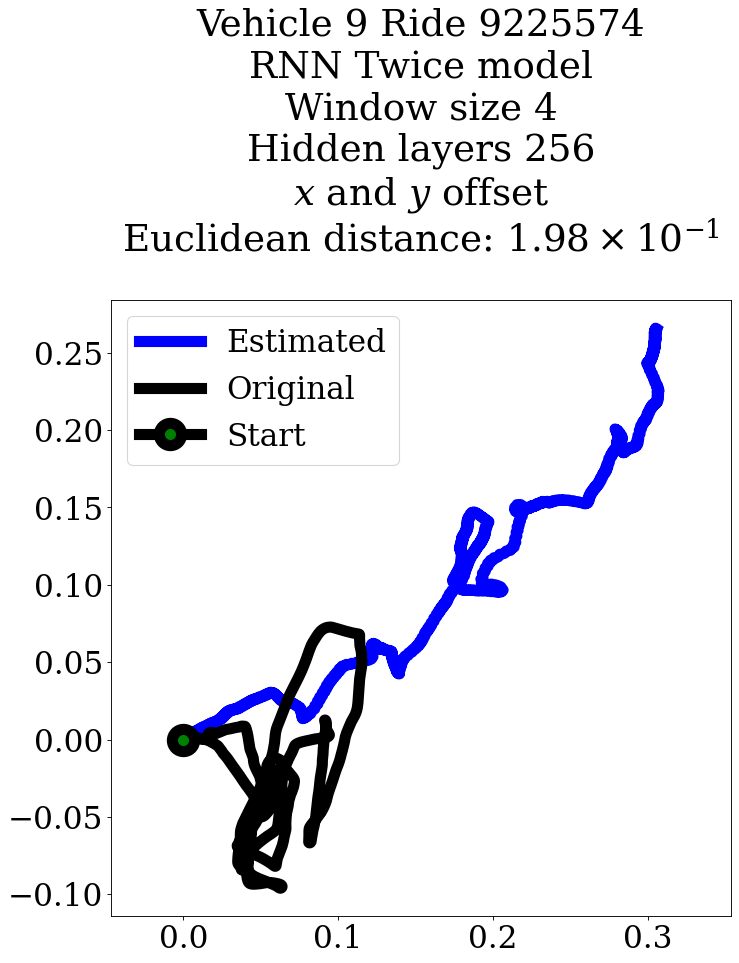 Vehicle 9 Ride 9225574
RNN Twice model
Window size 4
Hidden layers 256
x and y offset
Euclidean distance: 1.98 × 10⁻¹
Estimated
Original
Start
0.25
0.20
0.15
0.10
0.05
0.00
−0.05
−0.10
0.0 0.1 0.2 0.3